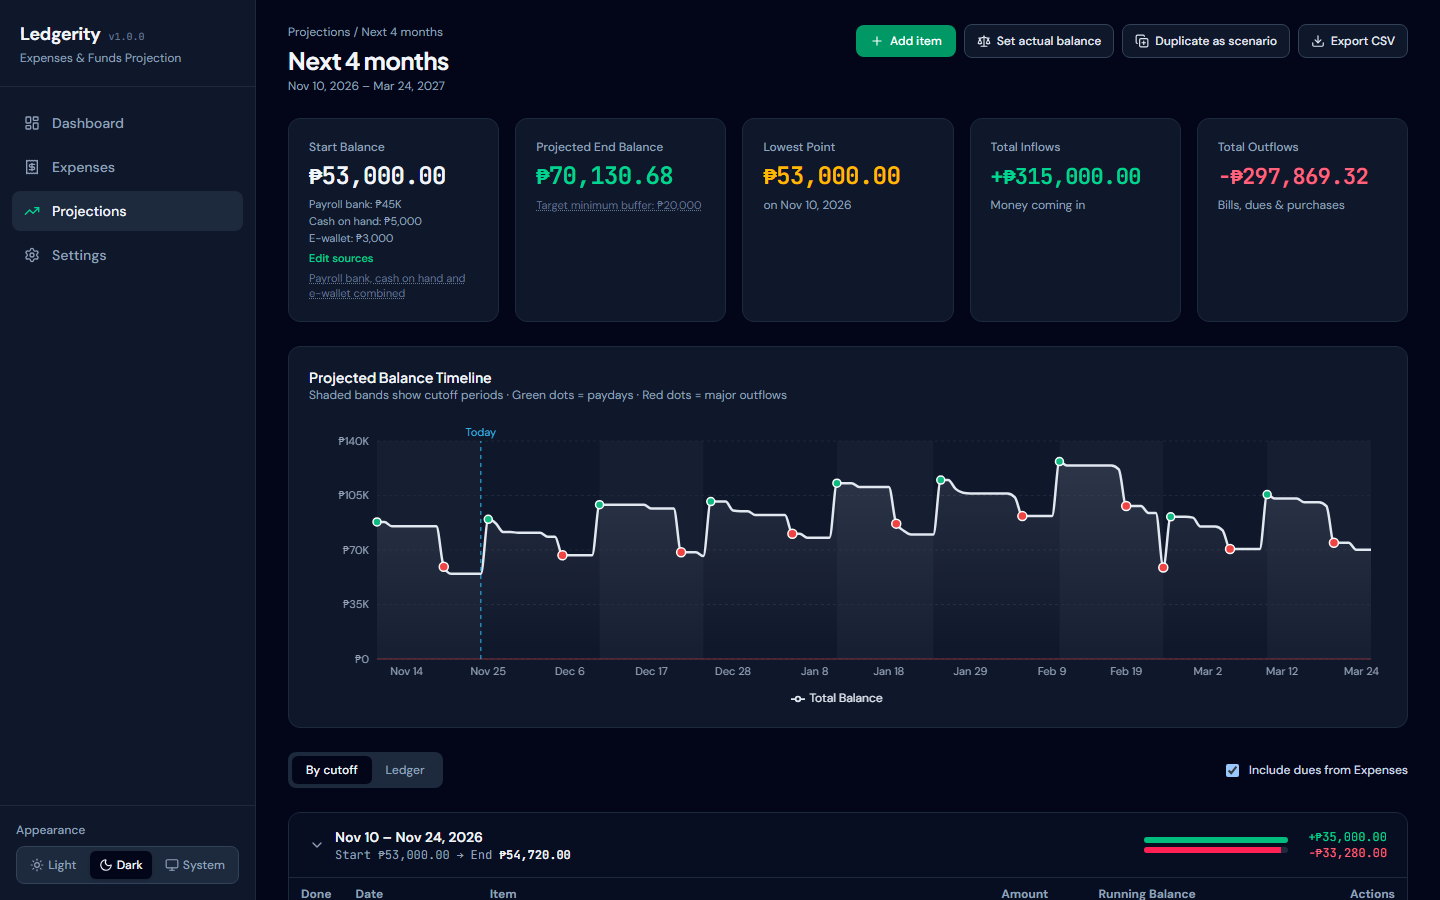 Ledgerity v1.0.0
Expenses & Funds Projection
Dashboard
Expenses
Projections
Settings
Appearance
Light
Dark
System
Projections / Next 4 months
Next 4 months
Nov 10, 2026 – Mar 24, 2027
Add item
Set actual balance
Duplicate as scenario
Export CSV
Start Balance
₱53,000.00
Payroll bank: ₱45K
Cash on hand: ₱5,000
E-wallet: ₱3,000
Edit sources
Payroll bank, cash on hand and
e-wallet combined
Projected End Balance
₱70,130.68
Target minimum buffer: ₱20,000
Lowest Point
₱53,000.00
on Nov 10, 2026
Total Inflows
+₱315,000.00
Money coming in
Total Outflows
-₱297,869.32
Bills, dues & purchases
Projected Balance Timeline
Shaded bands show cutoff periods · Green dots = paydays · Red dots = major outflows
Today
₱140K
₱105K
₱70K
₱35K
₱0
Nov 14
Nov 25
Dec 6
Dec 17
Dec 28
Jan 8
Jan 18
Jan 29
Feb 9
Feb 19
Mar 2
Mar 12
Mar 24
Total Balance
By cutoff
Ledger
Include dues from Expenses
Nov 10 – Nov 24, 2026
Start ₱53,000.00 → End ₱54,720.00
+₱35,000.00
-₱33,280.00
Done
Date
Item
Amount
Running Balance
Actions